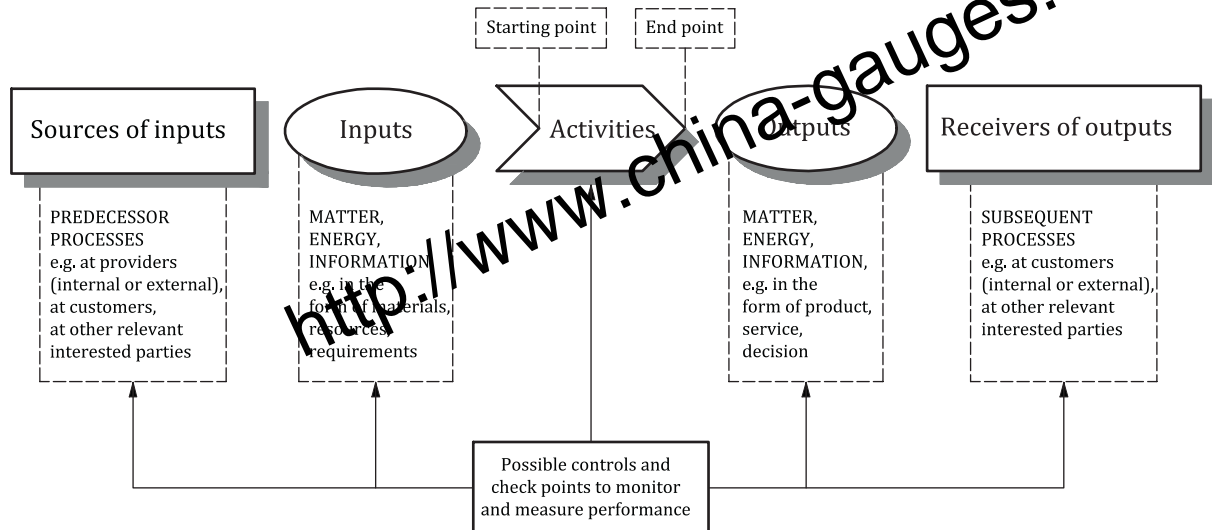 Starting point
End point
Sources of inputs
Inputs
Activities
Outputs
Receivers of outputs
PREDECESSOR
PROCESSES
e.g. at providers
(internal or external),
at customers,
at other relevant
interested parties
MATTER,
ENERGY,
INFORMATION,
e.g. in the
form of materials,
resources,
requirements
MATTER,
ENERGY,
INFORMATION,
e.g. in the
form of product,
service,
decision
SUBSEQUENT
PROCESSES
e.g. at customers
(internal or external),
at other relevant
interested parties
Possible controls and
check points to monitor
and measure performance
http://www.china-gauges.